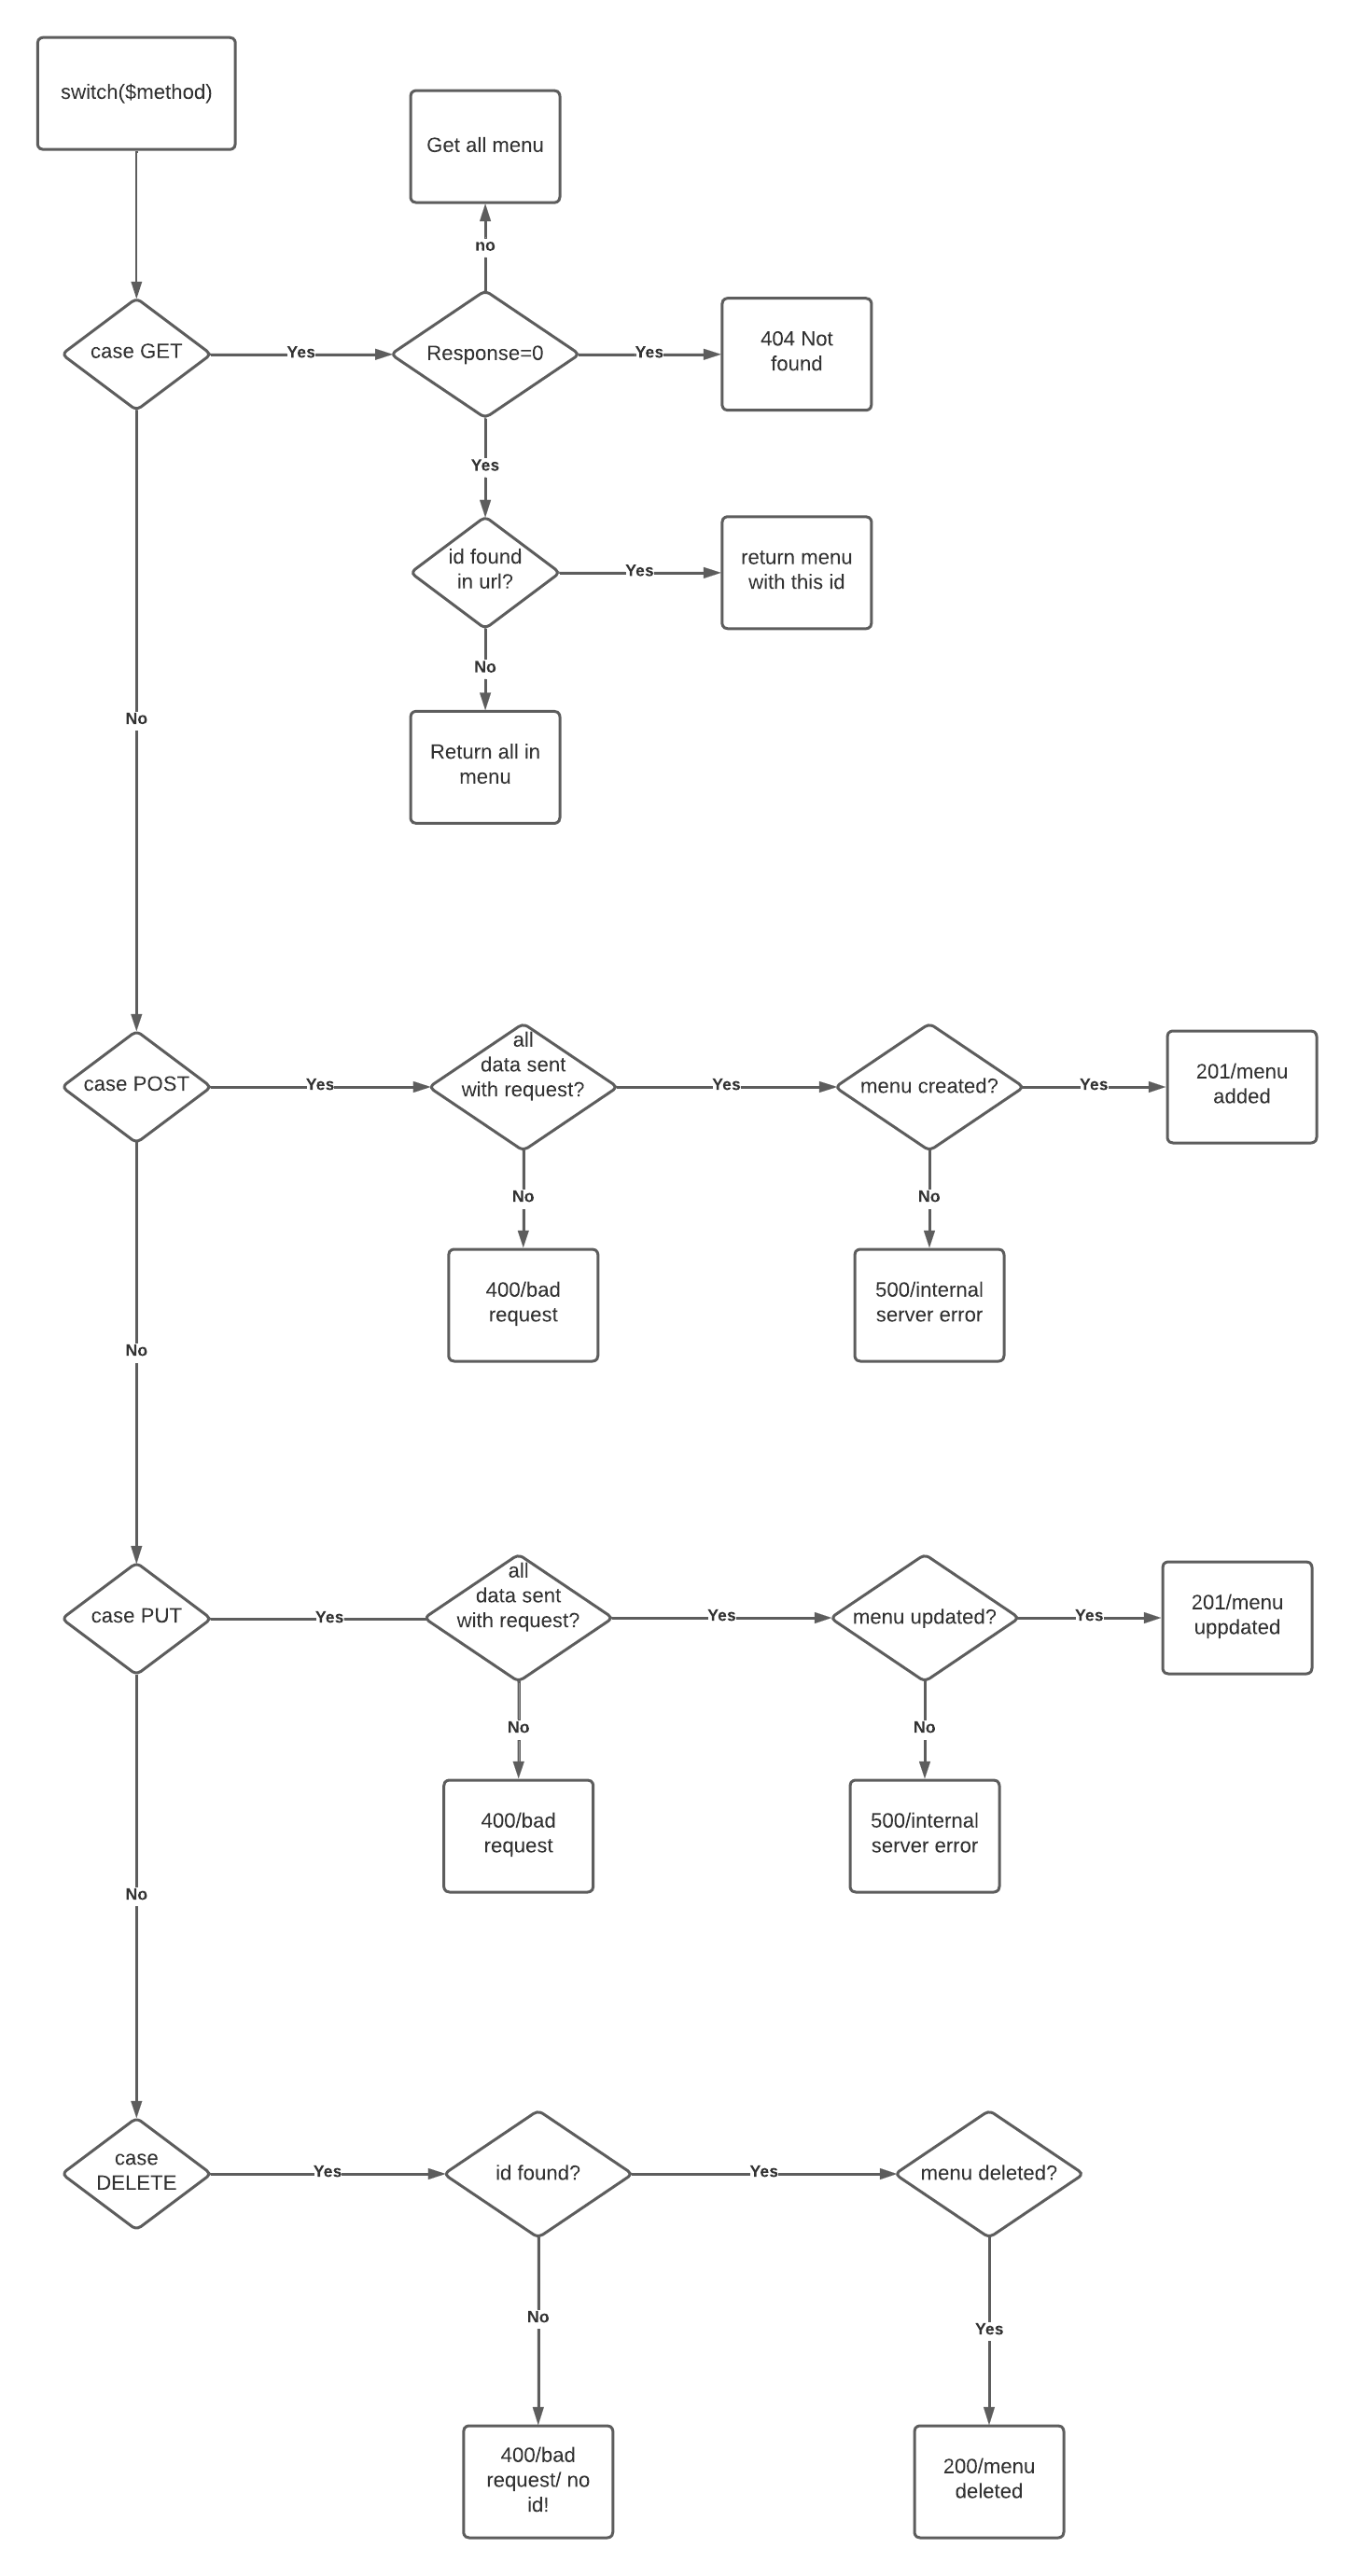 switch($method)
Get all menu
no
case GET
Yes
Response=0
Yes
404 Not
found
Yes
id found
in url?
Yes
return menu
with this id
No
Return all in
menu
No
case POST
Yes
all
data sent
with request?
Yes
menu created?
Yes
201/menu
added
No
No
400/bad
request
500/internal
server error
No
case PUT
Yes
all
data sent
with request?
Yes
menu updated?
Yes
201/menu
uppdated
No
No
400/bad
request
500/internal
server error
No
case
DELETE
Yes
id found?
Yes
menu deleted?
No
Yes
400/bad
request/ no
id!
200/menu
deleted